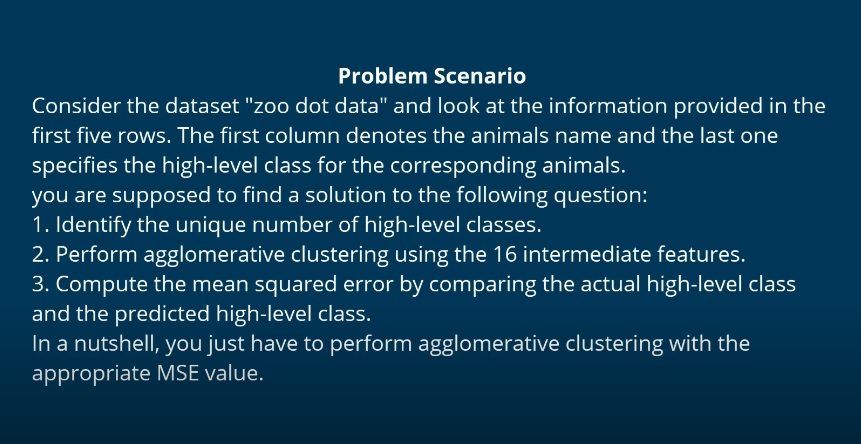 Problem Scenario
Consider the dataset "zoo dot data" and look at the information provided in the
first five rows. The first column denotes the animals name and the last one
specifies the high-level class for the corresponding animals.
you are supposed to find a solution to the following question:
1. Identify the unique number of high-level classes.
2. Perform agglomerative clustering using the 16 intermediate features.
3. Compute the mean squared error by comparing the actual high-level class
and the predicted high-level class.
In a nutshell, you just have to perform agglomerative clustering with the
appropriate MSE value.